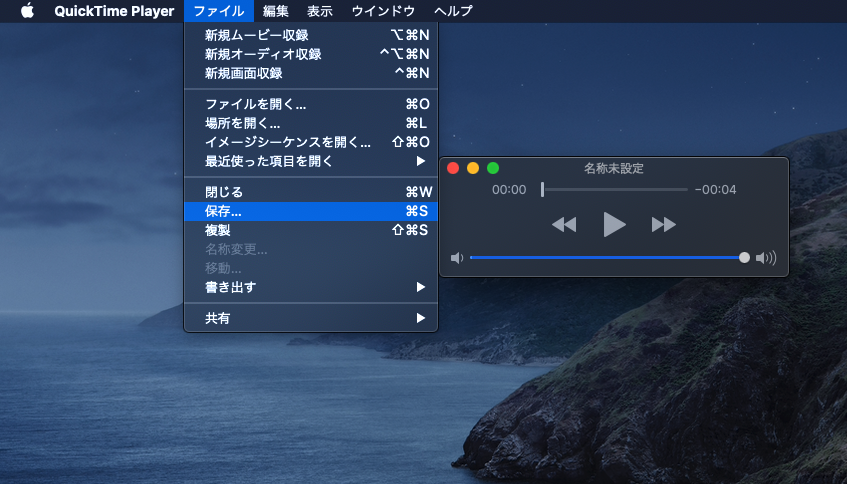 QuickTime Player ファイル 編集 表示 ウインドウ ヘルプ
新規ムービー収録 ⌥⌘N
新規オーディオ収録 ^⌥⌘N
新規画面収録 ^⌘N
ファイルを開く... ⌘O
場所を開く... ⌘L
イメージシーケンスを開く... ⇧⌘O
最近使った項目を開く ▶
閉じる ⌘W
保存... ⌘S
複製 ⇧⌘S
名称変更...
移動...
書き出す ▶
共有 ▶
名称未設定
00:00 -00:04